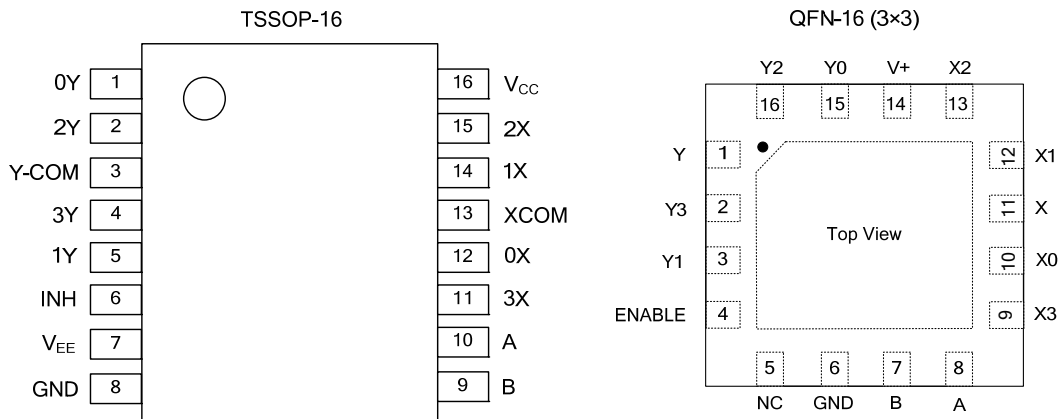 TSSOP-16
0Y 1
2Y 2
Y-COM 3
3Y 4
1Y 5
INH 6
VEE 7
GND 8
16 VCC
15 2X
14 1X
13 XCOM
12 0X
11 3X
10 A
9 B
QFN-16 (3×3)
Y2 Y0 V+ X2
16 15 14 13
Y 1
Y3 2
Y1 3
ENABLE 4
Top View
12 X1
11 X
10 X0
9 X3
5 6 7 8
NC GND B A